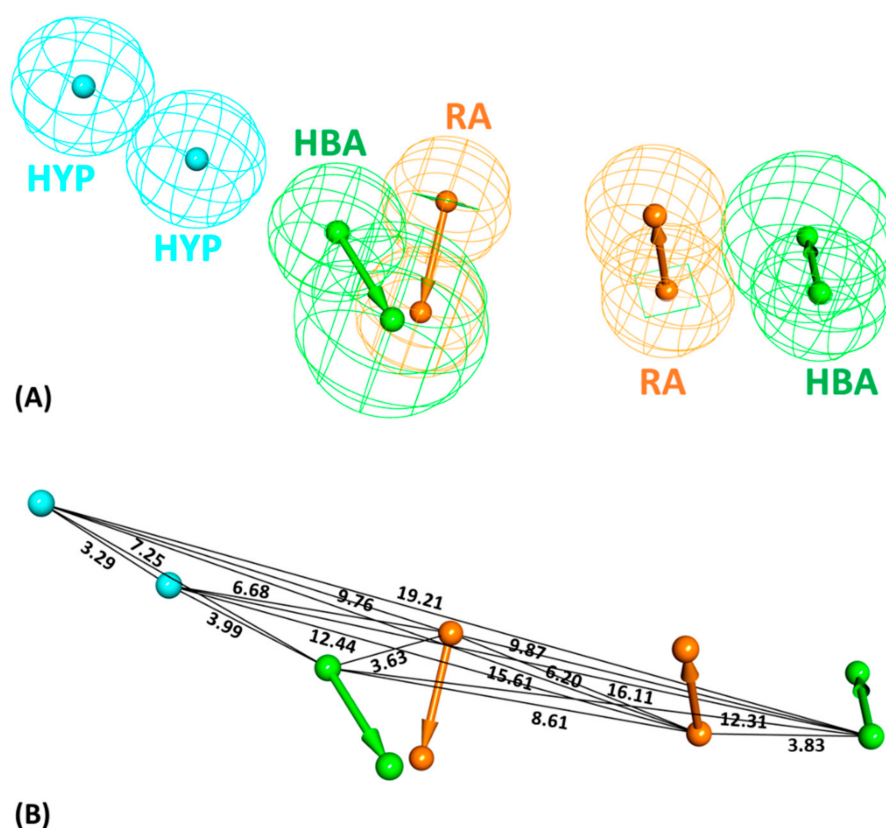 RA
HBA
HYP
HYP
RA
HBA
(A)
3.29
7.25
6.68
9.76
19.21
3.99
12.44
3.63
9.87
15.61
6.20
16.11
8.61
12.31
3.83
(B)